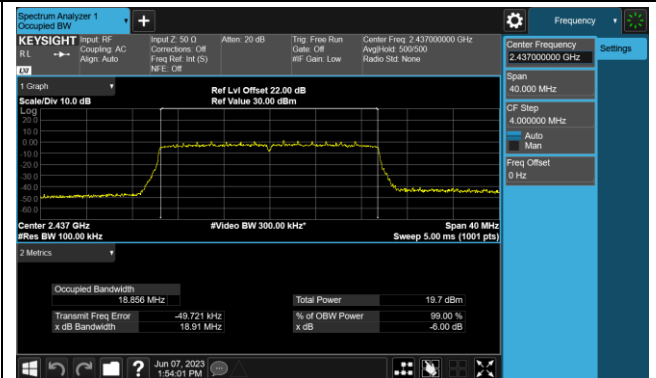 Spectrum Analyzer 1
Occupied BW
Frequency
KEYSIGHT
Input: RF
Coupling: AC
Align: Auto
Input Z: 50 Ω
Corrections: Off
Freq Ref: Int (S)
NFE: Off
Atten: 20 dB
Trig: Free Run
Gate: Off
#IF Gain: Low
Center Freq: 2.437000000 GHz
Avg|Hold: 500/500
Radio Std: None
RL
LXI
Center Frequency
2.437000000 GHz
Settings
Span
40.000 MHz
CF Step
4.000000 MHz
Auto
Man
Freq Offset
0 Hz
1 Graph
Scale/Div 10.0 dB
Ref Lvl Offset 22.00 dB
Ref Value 30.00 dBm
Log
20.0
10.0
0.00
-10.0
-20.0
-30.0
-40.0
-50.0
-60.0
Center 2.437 GHz
#Res BW 100.00 kHz
#Video BW 300.00 kHz*
Span 40 MHz
Sweep 5.00 ms (1001 pts)
2 Metrics
Occupied Bandwidth
18.856 MHz
Total Power 19.7 dBm
Transmit Freq Error -49.721 kHz
% of OBW Power 99.00 %
x dB Bandwidth 18.91 MHz
x dB -6.00 dB
?
Jun 07, 2023
1:54:01 PM